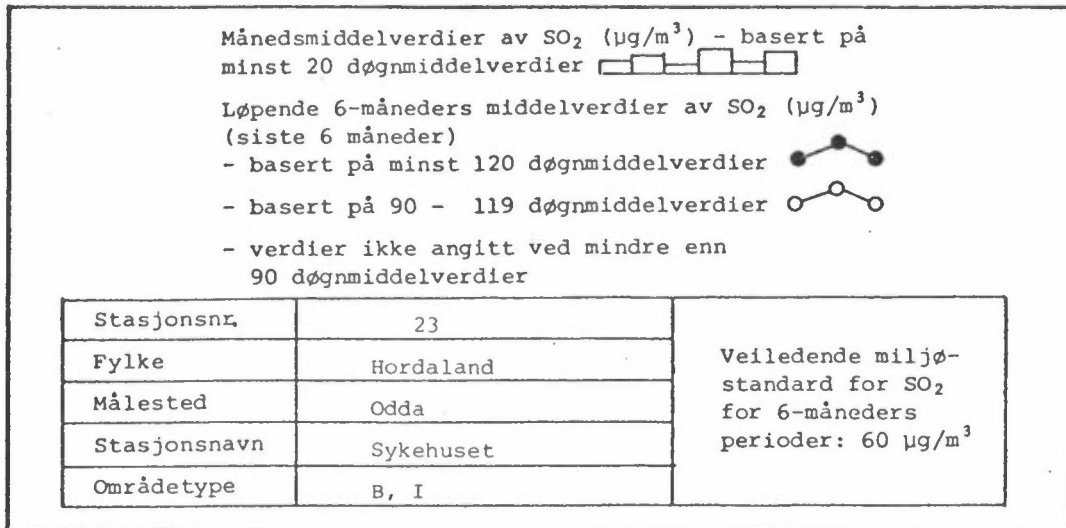 Månedsmiddelverdier av SO₂ (µg/m³) - basert på
minst 20 døgnmiddelverdier
Løpende 6-måneders middelverdier av SO₂ (µg/m³)
(siste 6 måneder)
- basert på minst 120 døgnmiddelverdier
- basert på 90 - 119 døgnmiddelverdier
- verdier ikke angitt ved mindre enn
90 døgnmiddelverdier
Stasjonsnr. 23
Fylke Hordaland
Målested Odda
Stasjonsnavn Sykehuset
Områdetype B, I
Veiledende miljø-
standard for SO₂
for 6-måneders
perioder: 60 µg/m³